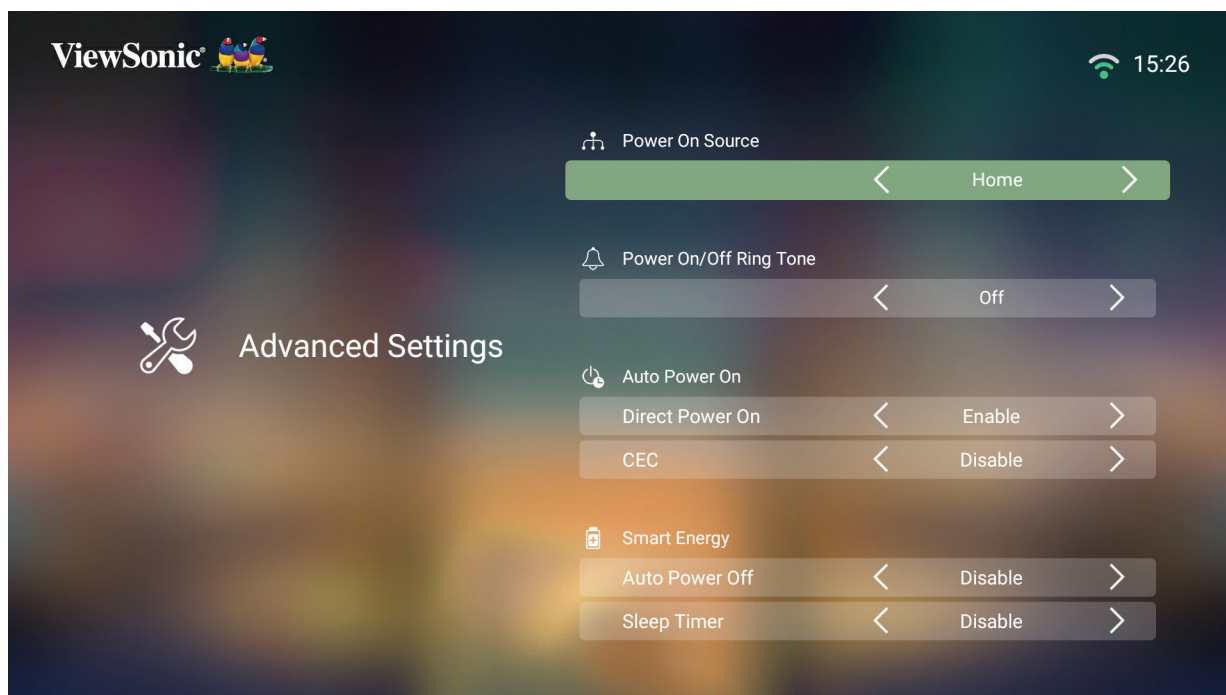 ViewSonic®
15:26
Power On Source
Home
Power On/Off Ring Tone
Off
Advanced Settings
Auto Power On
Direct Power On Enable
CEC Disable
Smart Energy
Auto Power Off Disable
Sleep Timer Disable